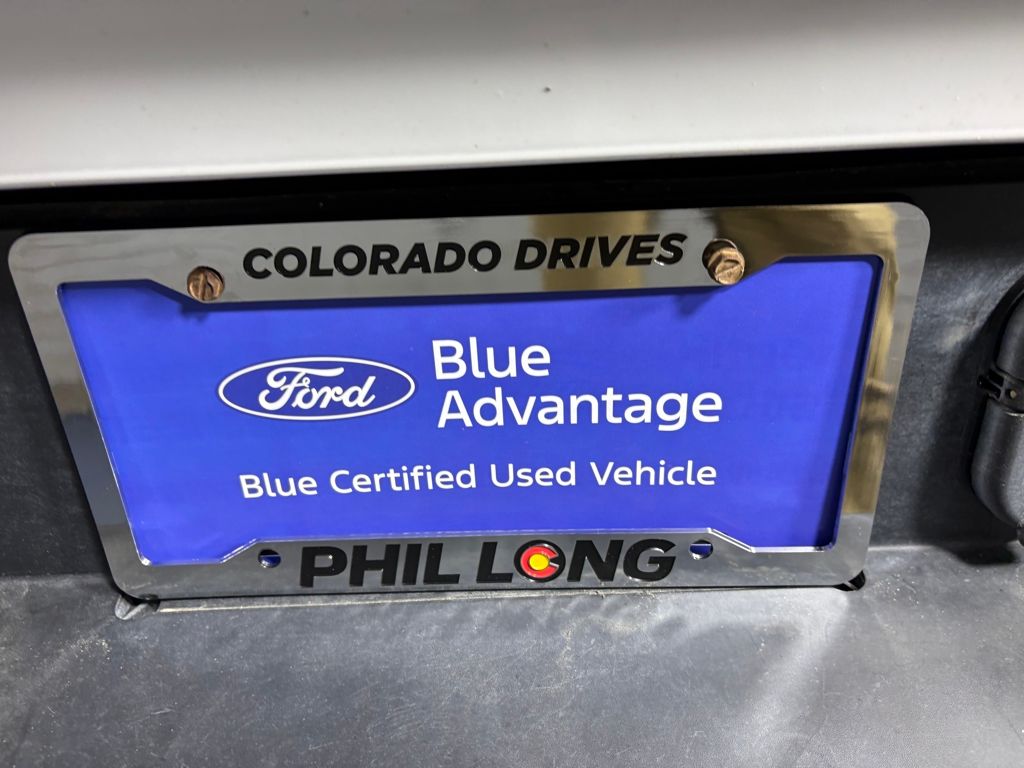 COLORADO DRIVES
Ford
Blue
Advantage
Blue Certified Used Vehicle
PHIL LONG